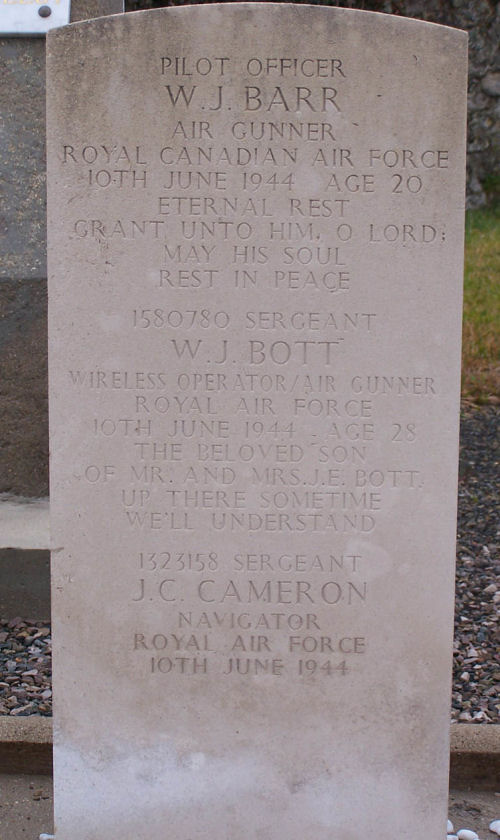 PILOT OFFICER
W.J. BARR
AIR GUNNER
ROYAL CANADIAN AIR FORCE
10TH JUNE 1944 AGE 20
ETERNAL REST
GRANT UNTO HIM, O LORD;
MAY HIS SOUL
REST IN PEACE
1580780 SERGEANT
W.J. BOTT
WIRELESS OPERATOR/AIR GUNNER
ROYAL AIR FORCE
10TH JUNE 1944 AGE 28
THE BELOVED SON
OF MR. AND MRS. J.E. BOTT.
UP THERE SOMETIME
WE'LL UNDERSTAND
1323158 SERGEANT
J.C. CAMERON
NAVIGATOR
ROYAL AIR FORCE
10TH JUNE 1944